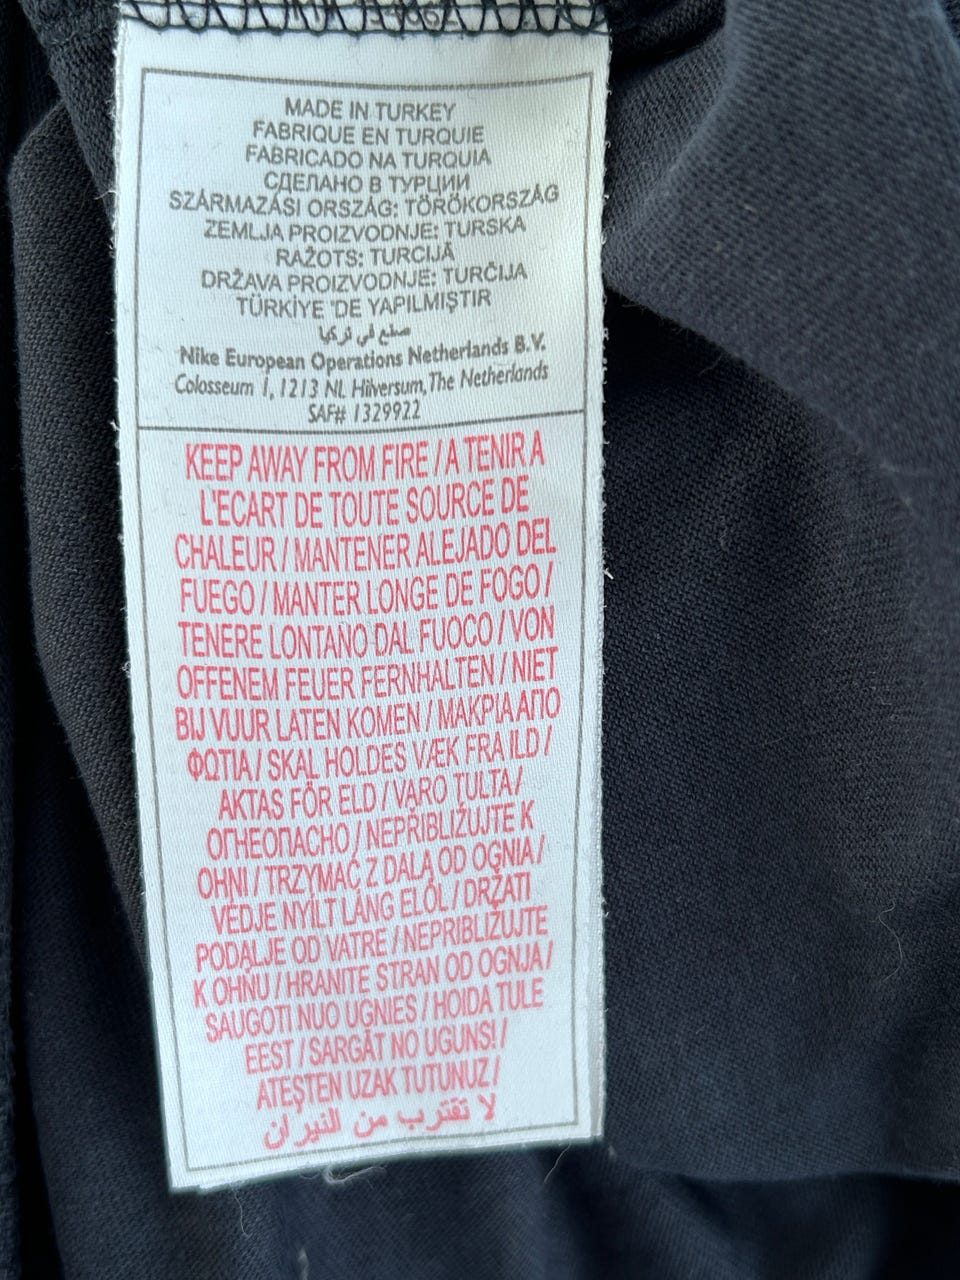 MADE IN TURKEY
FABRIQUE EN TURQUIE
FABRICADO NA TURQUIA
СДЕЛАНО В ТУРЦИИ
SZÁRMAZÁSI ORSZÁG: TÖRÖKORSZÁG
ZEMLJA PROIZVODNJE: TURSKA
RAŽOTS: TURCIJĀ
DRŽAVA PROIZVODNJE: TURČIJA
TÜRKİYE 'DE YAPILMIŞTIR
صنع في تركيا
Nike European Operations Netherlands B.V.
Colosseum 1, 1213 NL Hilversum, The Netherlands
SAF# 1329922
KEEP AWAY FROM FIRE / A TENIR A
L'ECART DE TOUTE SOURCE DE
CHALEUR / MANTENER ALEJADO DEL
FUEGO / MANTER LONGE DE FOGO /
TENERE LONTANO DAL FUOCO / VON
OFFENEM FEUER FERNHALTEN / NIET
BIJ VUUR LATEN KOMEN / ΜΑΚΡΙΑ ΑΠΟ
ΦΩΤΙΑ / SKAL HOLDES VÆK FRA ILD /
AKTAS FÖR ELD / VARO TULTA /
ОГНЕОПАСНО / NEPŘIBLIŽUJTE K
OHNI / TRZYMAĆ Z DALA OD OGNIA /
VÉDJE NYÍLT LÁNG ELŐL / DRŽATI
PODALJE OD VATRE / NEPRIBLIŽUJTE
K OHŇU / HRANITE STRAN OD OGNJA /
SAUGOTI NUO UGNIES / HOIDA TULE
EEST / SARGĀT NO UGUNS! /
ATEŞTEN UZAK TUTUNUZ /
لا تقترب من النيران